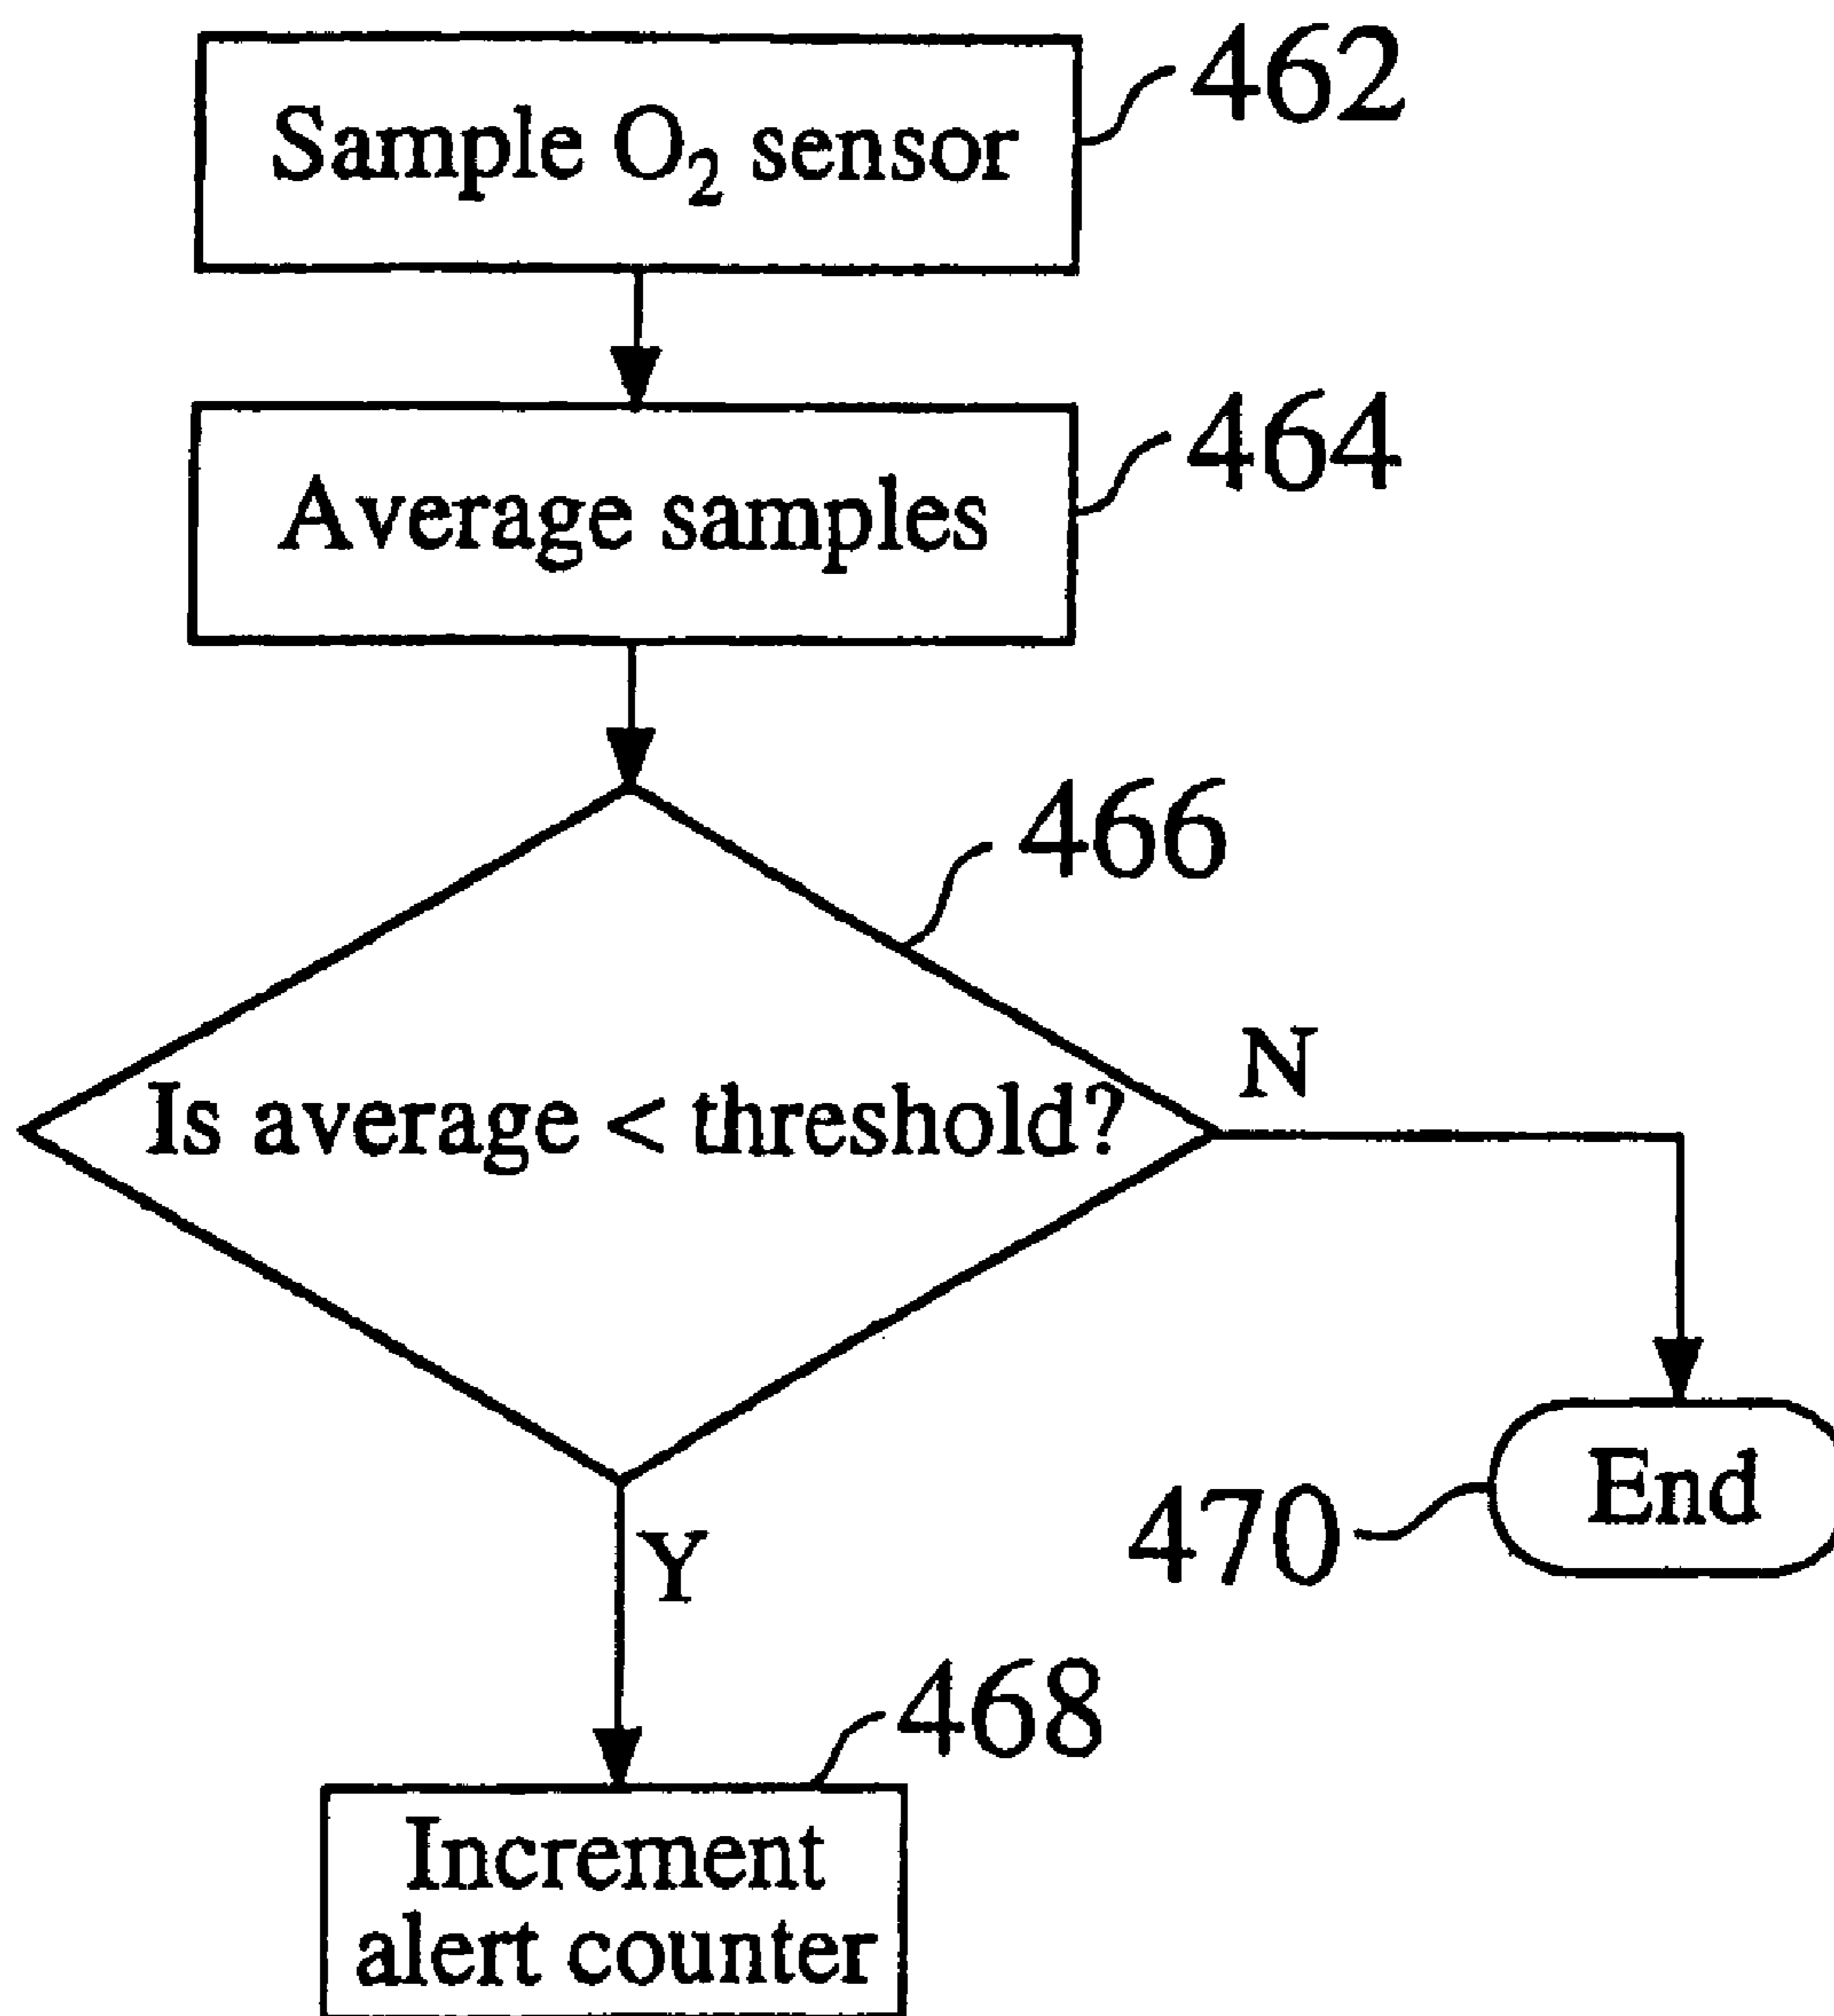 Sample O₂ sensor
462
Average samples
464
466
Is average < threshold?
N
End
470
Y
468
Increment
alert counter